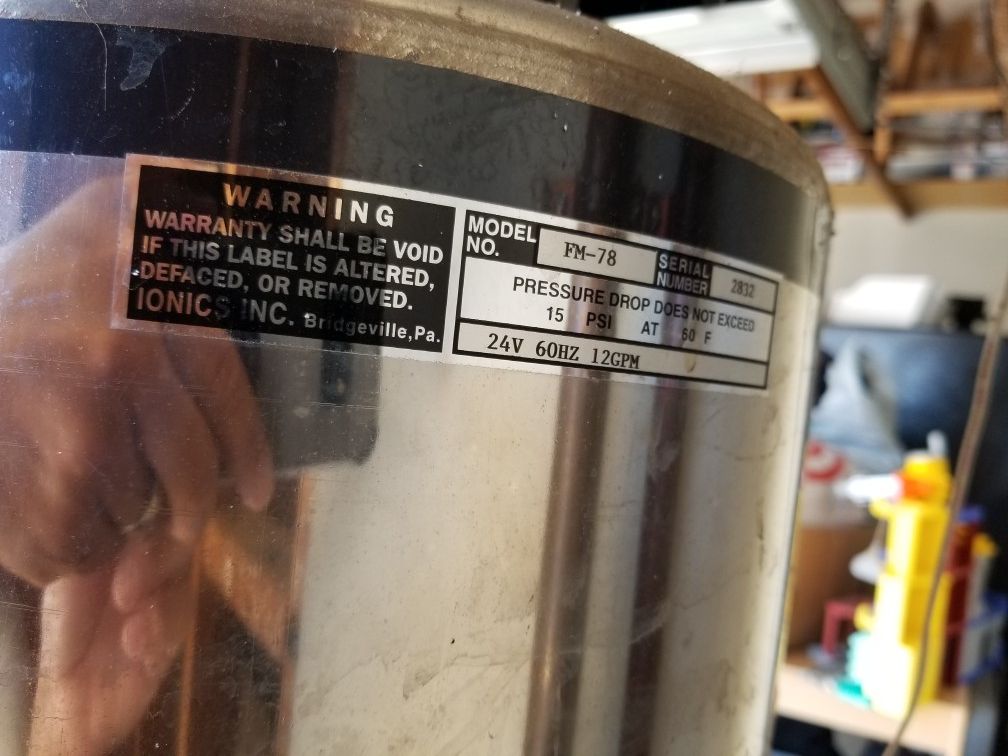 WARNING
WARRANTY SHALL BE VOID
IF THIS LABEL IS ALTERED,
DEFACED, OR REMOVED.
IONICS INC. Bridgeville, Pa.
MODEL NO. FM-78 SERIAL NUMBER 2832
PRESSURE DROP DOES NOT EXCEED
15 PSI AT 60 F
24V 60HZ 12GPM